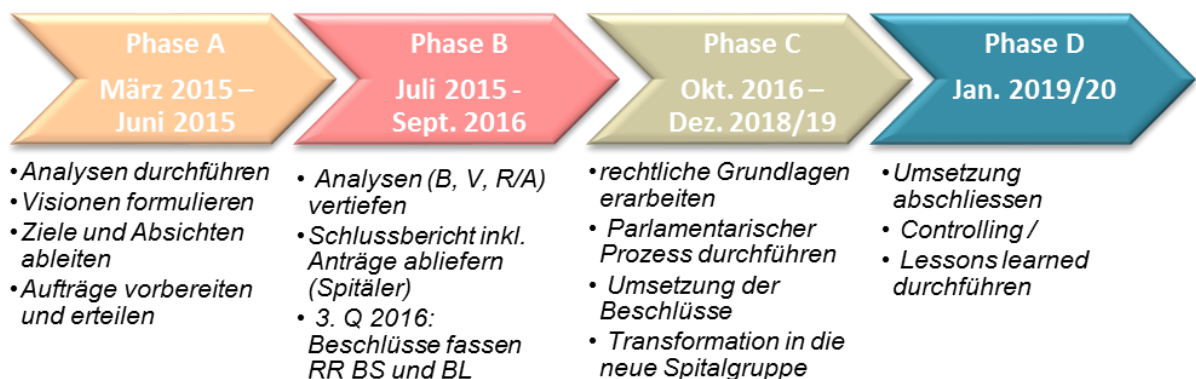 Phase A
März 2015 –
Juni 2015
Phase B
Juli 2015 -
Sept. 2016
Phase C
Okt. 2016 –
Dez. 2018/19
Phase D
Jan. 2019/20
• Analysen durchführen
• Visionen formulieren
• Ziele und Absichten
ableiten
• Aufträge vorbereiten
und erteilen
• Analysen (B, V, R/A)
vertiefen
• Schlussbericht inkl.
Anträge abliefern
(Spitäler)
• 3. Q 2016:
Beschlüsse fassen
RR BS und BL
• rechtliche Grundlagen
erarbeiten
• Parlamentarischer
Prozess durchführen
• Umsetzung der
Beschlüsse
• Transformation in die
neue Spitalgruppe
• Umsetzung
abschliessen
• Controlling /
• Lessons learned
durchführen